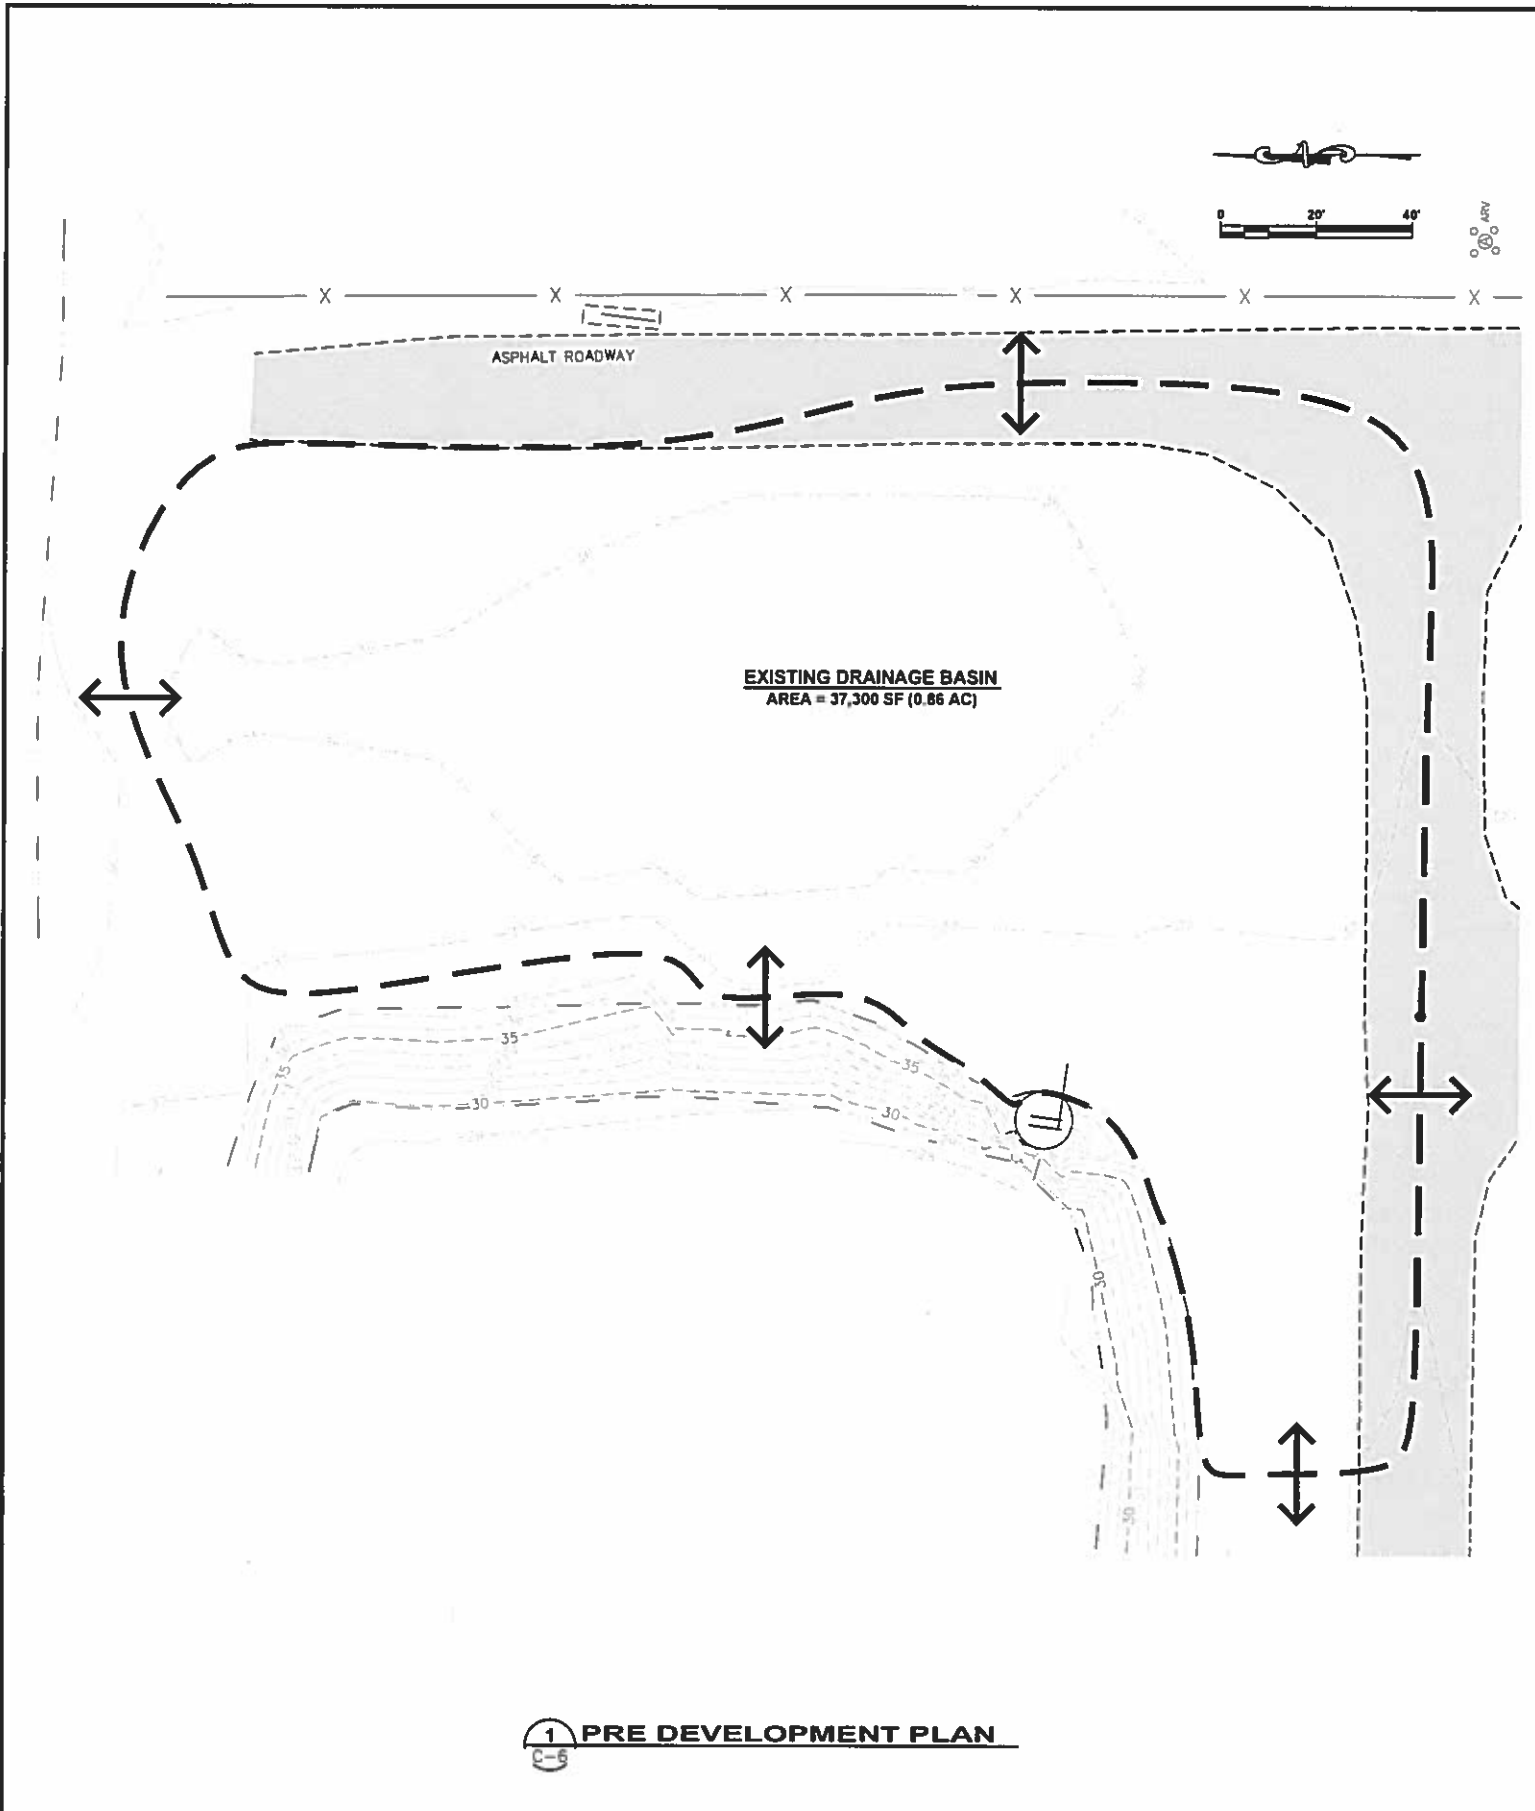 ARV
0 20' 40'
X X X X X X
ASPHALT ROADWAY
EXISTING DRAINAGE BASIN
AREA = 37,300 SF (0.86 AC)
35
35
35
30
30
30
30
1 PRE DEVELOPMENT PLAN
C-6